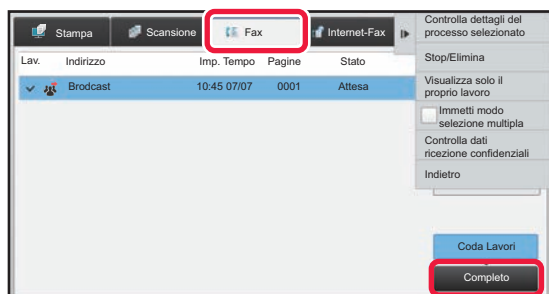 Stampa Scansione Fax Internet-Fax
Lav. Indirizzo Imp. Tempo Pagine Stato
Brodcast 10:45 07/07 0001 Attesa
Controlla dettagli del
processo selezionato
Stop/Elimina
Visualizza solo il
proprio lavoro
Immetti modo
selezione multipla
Controlla dati
ricezione confidenziali
Indietro
Coda Lavori
Completo